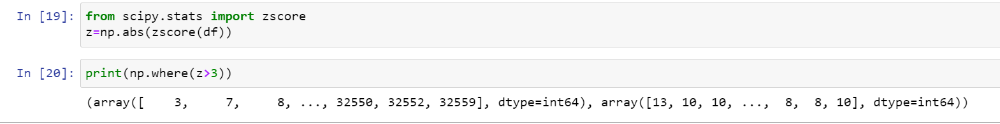 In [19]: from scipy.stats import zscore
z=np.abs(zscore(df))
In [20]: print(np.where(z>3))
(array([    3,     7,     8, ..., 32550, 32552, 32559], dtype=int64), array([13, 10, 10, ...,  8,  8, 10], dtype=int64))